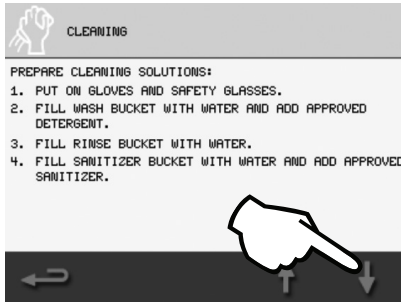 CLEANING
PREPARE CLEANING SOLUTIONS:
1. PUT ON GLOVES AND SAFETY GLASSES.
2. FILL WASH BUCKET WITH WATER AND ADD APPROVED
DETERGENT.
3. FILL RINSE BUCKET WITH WATER.
4. FILL SANITIZER BUCKET WITH WATER AND ADD APPROVED
SANITIZER.